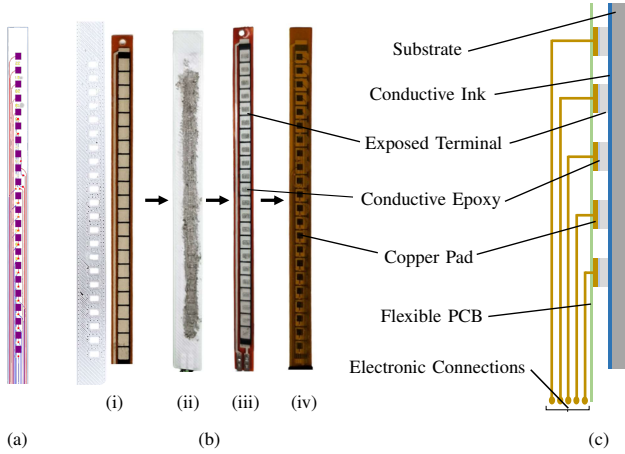 Substrate
Conductive Ink
Exposed Terminal
Conductive Epoxy
Copper Pad
Flexible PCB
Electronic Connections
(i)
(ii)
(iii)
(iv)
(a)
(b)
(c)